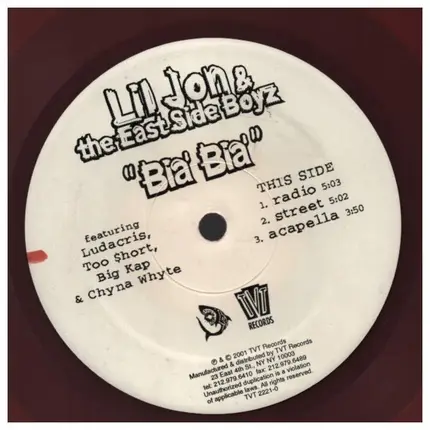 Lil Jon &
the East Side Boyz
"Bia' Bia'"
featuring
Ludacris,
Too $hort,
Big Kap
& Chyna Whyte
THIS SIDE
1. radio 5:03
2. street 5:02
3. acapella 3:50
TVT
RECORDS
℗ & © 2001 TVT Records
Manufactured & distributed by TVT Records
23 East 4th St., NY NY 10003
tel: 212.979.6410 fax: 212.979.6489
Unauthorized duplication is a violation
of applicable laws. All rights reserved.
TVT 2221-0